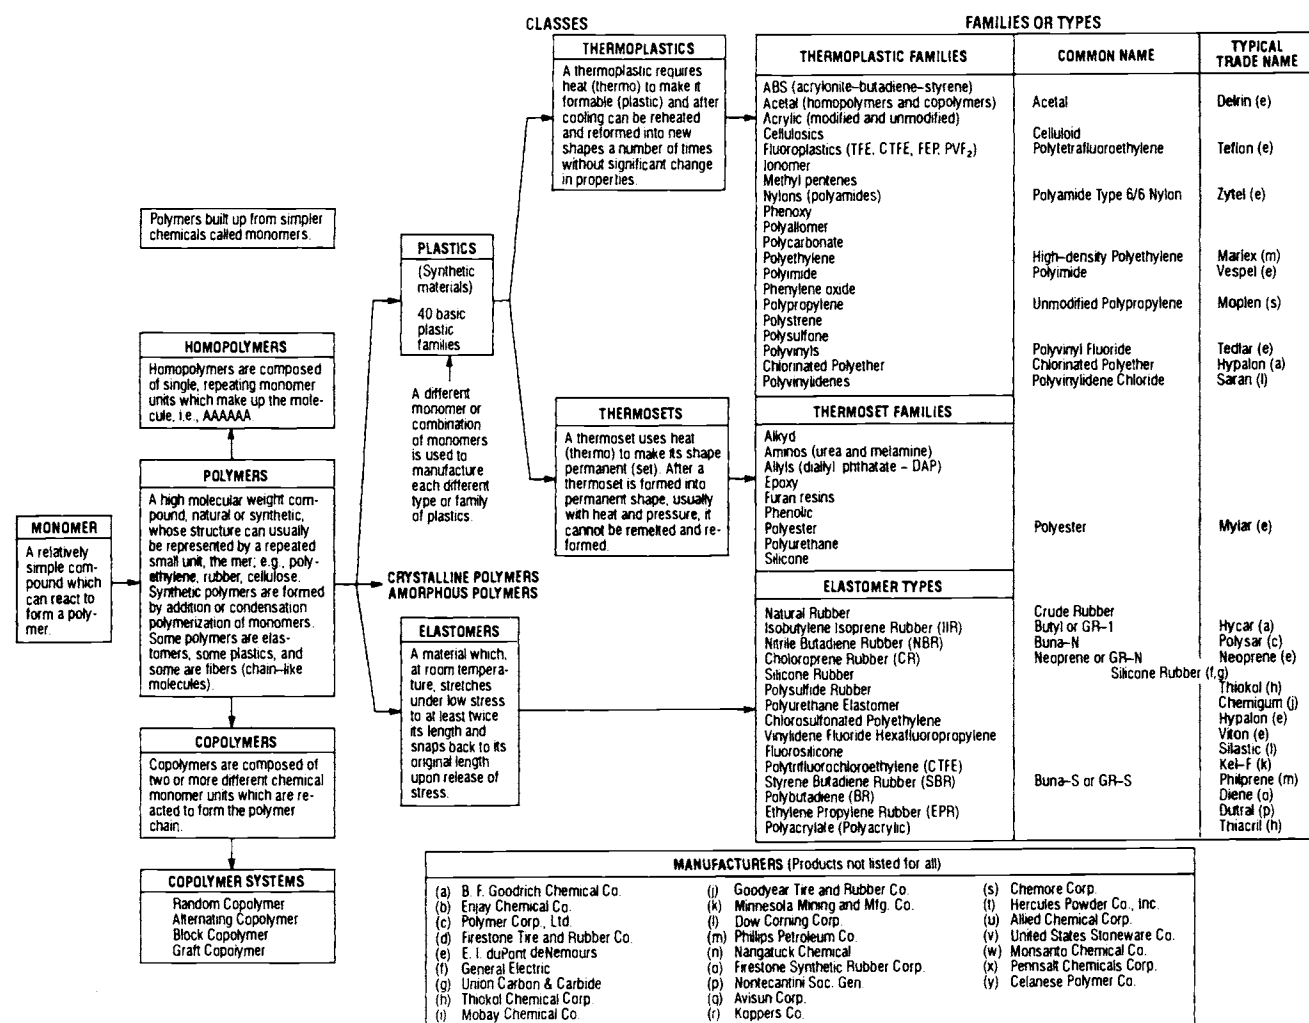 CLASSES
FAMILIES OR TYPES
MONOMER
A relatively
simple com-
pound which
can react to
form a poly-
mer.
Polymers built up from simpler
chemicals called monomers.
HOMOPOLYMERS
Homopolymers are composed
of single, repeating monomer
units which make up the mole-
cule, i.e., AAAAAA.
POLYMERS
A high molecular weight com-
pound, natural or synthetic,
whose structure can usually
be represented by a repeated
small unit, the mer; e.g., poly-
ethylene, rubber, cellulose.
Synthetic polymers are formed
by addition or condensation
polymerization of monomers.
Some polymers are elas-
tomers, some plastics, and
some are fibers (chain-like
molecules).
COPOLYMERS
Copolymers are composed of
two or more different chemical
monomer units which are re-
acted to form the polymer
chain.
COPOLYMER SYSTEMS
Random Copolymer
Alternating Copolymer
Block Copolymer
Graft Copolymer
PLASTICS
(Synthetic
materials)
40 basic
plastic
families
A different
monomer or
combination
of monomers
is used to
manufacture
each different
type or family
of plastics.
CRYSTALLINE POLYMERS
AMORPHOUS POLYMERS
ELASTOMERS
A material which,
at room tempera-
ature, stretches
under low stress
to at least twice
its length and
snaps back to its
original length
upon release of
stress.
THERMOPLASTICS
A thermoplastic requires
heat (thermo) to make it
formable (plastic) and after
cooling can be reheated
and reformed into new
shapes a number of times
without significant change
in properties.
THERMOSETS
A thermoset uses heat
(thermo) to make its shape
permanent (set). After a
thermoset is formed into
permanent shape, usually
with heat and pressure, it
cannot be remelted and re-
formed.
THERMOPLASTIC FAMILIES COMMON NAME TYPICAL TRADE NAME
ABS (acrylonite-butadiene-styrene)
Acetal (homopolymers and copolymers) Acetal Delrin (e)
Acrylic (modified and unmodified)
Cellulosics Celluloid
Fluoroplastics (TFE, CTFE, FEP, PVF₂) Polytetrafluoroethylene Teflon (e)
Ionomer
Methyl pentenes
Nylons (polyamides) Polyamide Type 6/6 Nylon Zytel (e)
Phenoxy
Polyallomer
Polycarbonate
Polyethylene High-density Polyethylene Marlex (m)
Polyimide Polyimide Vespel (e)
Phenylene oxide
Polypropylene Unmodified Polypropylene Moplen (s)
Polystrene
Polysulfone
Polyvinyls Polyvinyl Fluoride Tedlar (e)
Chlorinated Polyether Chlorinated Polyether Hypalon (a)
Polyvinylidenes Polyvinylidene Chloride Saran (l)
THERMOSET FAMILIES
Alkyd
Aminos (urea and melamine)
Allyls (diallyl phthatate - DAP)
Epoxy
Furan resins
Phenolic
Polyester Polyester Mylar (e)
Polyurethane
Silicone
ELASTOMER TYPES
Natural Rubber Crude Rubber
Isobutylene Isoprene Rubber (IIR) Butyl or GR-1 Hycar (a)
Nitrile Butadiene Rubber (NBR) Buna-N Polysar (c)
Choloroprene Rubber (CR) Neoprene or GR-N Neoprene (e)
Silicone Rubber Silicone Rubber (f,g)
Polysulfide Rubber Thiokol (h)
Polyurethane Elastomer Chemigum (j)
Chlorosulfonated Polyethylene Hypalon (e)
Vinylidene Fluoride Hexafluoropropylene Viton (e)
Fluorosilicone Silastic (l)
Polytrifluorochloroethylene (CTFE) Kel-F (k)
Styrene Butadiene Rubber (SBR) Buna-S or GR-S Philprene (m)
Polybutadiene (BR) Diene (o)
Ethylene Propylene Rubber (EPR) Dutral (p)
Polyacrylate (Polyacrylic) Thiacril (h)
MANUFACTURERS (Products not listed for all)
(a) B. F. Goodrich Chemical Co.
(b) Enjay Chemical Co.
(c) Polymer Corp., Ltd.
(d) Firestone Tire and Rubber Co.
(e) E. I. duPont deNemours
(f) General Electric
(g) Union Carbon & Carbide
(h) Thiokol Chemical Corp.
(i) Mobay Chemical Co.
(j) Goodyear Tire and Rubber Co.
(k) Minnesola Mining and Mfg. Co.
(l) Dow Corning Corp.
(m) Phillips Petroleum Co.
(n) Nangatuck Chemical
(o) Firestone Synthetic Rubber Corp.
(p) Nontecantini Soc. Gen.
(q) Avisun Corp.
(r) Koppers Co.
(s) Chemore Corp.
(t) Hercules Powder Co., Inc.
(u) Allied Chemical Corp.
(v) United States Stoneware Co.
(w) Monsanto Chemical Co.
(x) Pennsalt Chemicals Corp.
(y) Celanese Polymer Co.